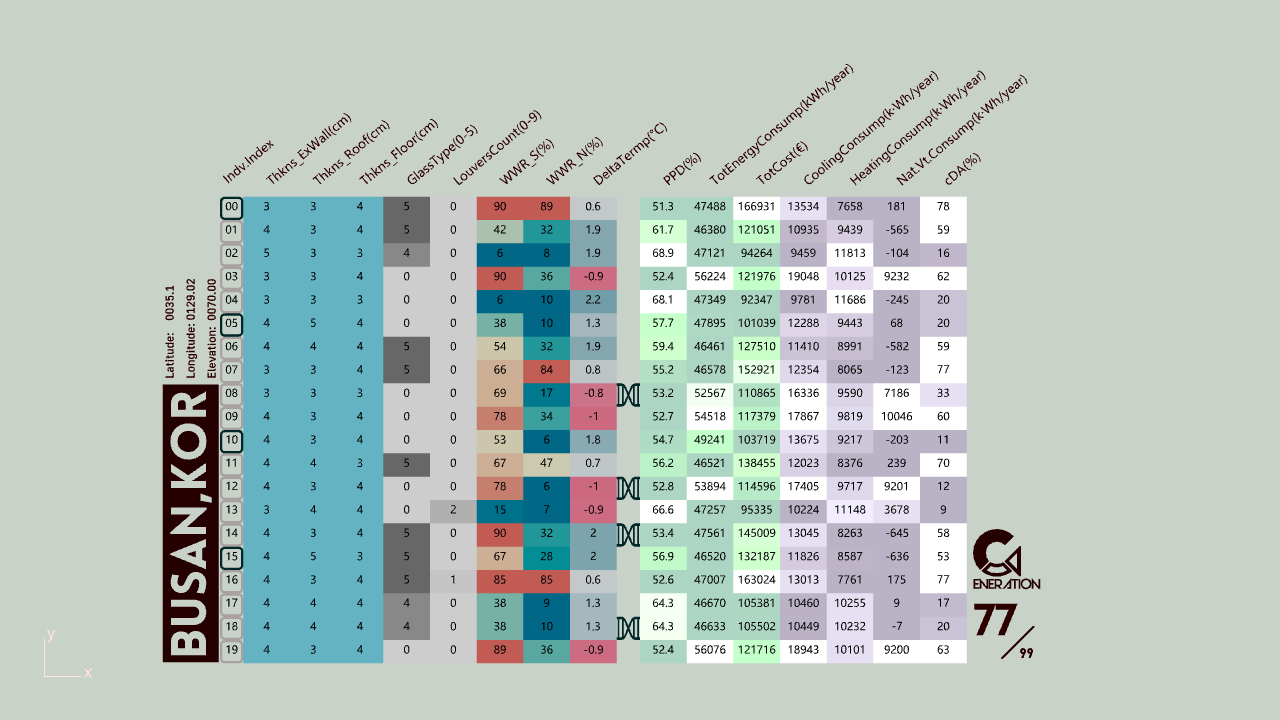 Indv.Index Thkns_ExWall(cm) Thkns_Roof(cm) Thkns_Floor(cm) GlassType(0-5) LouversCount(0-9) WWR_S(%) WWR_N(%) DeltaTermp(°C) PPD(%) TotEnergyConsump(kWh/year) TotCost(€) CoolingConsump(k·Wh/year) HeatingConsump(k·Wh/year) Nat.Vt.Consump(k·Wh/year) cDA(%)
00 3 3 4 5 0 90 89 0.6 51.3 47488 166931 13534 7658 181 78
01 4 3 4 5 0 42 32 1.9 61.7 46380 121051 10935 9439 -565 59
02 5 3 3 4 0 6 8 1.9 68.9 47121 94264 9459 11813 -104 16
03 3 3 4 0 0 90 36 -0.9 52.4 56224 121976 19048 10125 9232 62
04 3 3 3 0 0 6 10 2.2 68.1 47349 92347 9781 11686 -245 20
05 4 5 4 0 0 38 10 1.3 57.7 47895 101039 12288 9443 68 20
06 4 4 4 5 0 54 32 1.9 59.4 46461 127510 11410 8991 -582 59
07 3 3 4 5 0 66 84 0.8 55.2 46578 152921 12354 8065 -123 77
08 3 3 3 0 0 69 17 -0.8 53.2 52567 110865 16336 9590 7186 33
09 4 3 4 0 0 78 34 -1 52.7 54518 117379 17867 9819 10046 60
10 4 3 4 0 0 53 6 1.8 54.7 49241 103719 13675 9217 -203 11
11 4 4 3 5 0 67 47 0.7 56.2 46521 138455 12023 8376 239 70
12 4 3 4 0 0 78 6 -1 52.8 53894 114596 17405 9717 9201 12
13 3 4 4 0 2 15 7 -0.9 66.6 47257 95335 10224 11148 3678 9
14 4 3 4 5 0 90 32 2 53.4 47561 145009 13045 8263 -645 58
15 4 5 3 5 0 67 28 2 56.9 46520 132187 11826 8587 -636 53
16 4 3 4 5 1 85 85 0.6 52.6 47007 163024 13013 7761 175 77
17 4 4 4 4 0 38 9 1.3 64.3 46670 105381 10460 10255 9 17
18 4 4 4 4 0 38 10 1.3 64.3 46633 105502 10449 10232 -7 20
19 4 3 4 0 0 89 36 -0.9 52.4 56076 121716 18943 10101 9200 63
Latitude: 0035.1
Longitude: 0129.02
Elevation: 0070.00
BUSAN,KOR
G
ENERATION
77/99
y
x